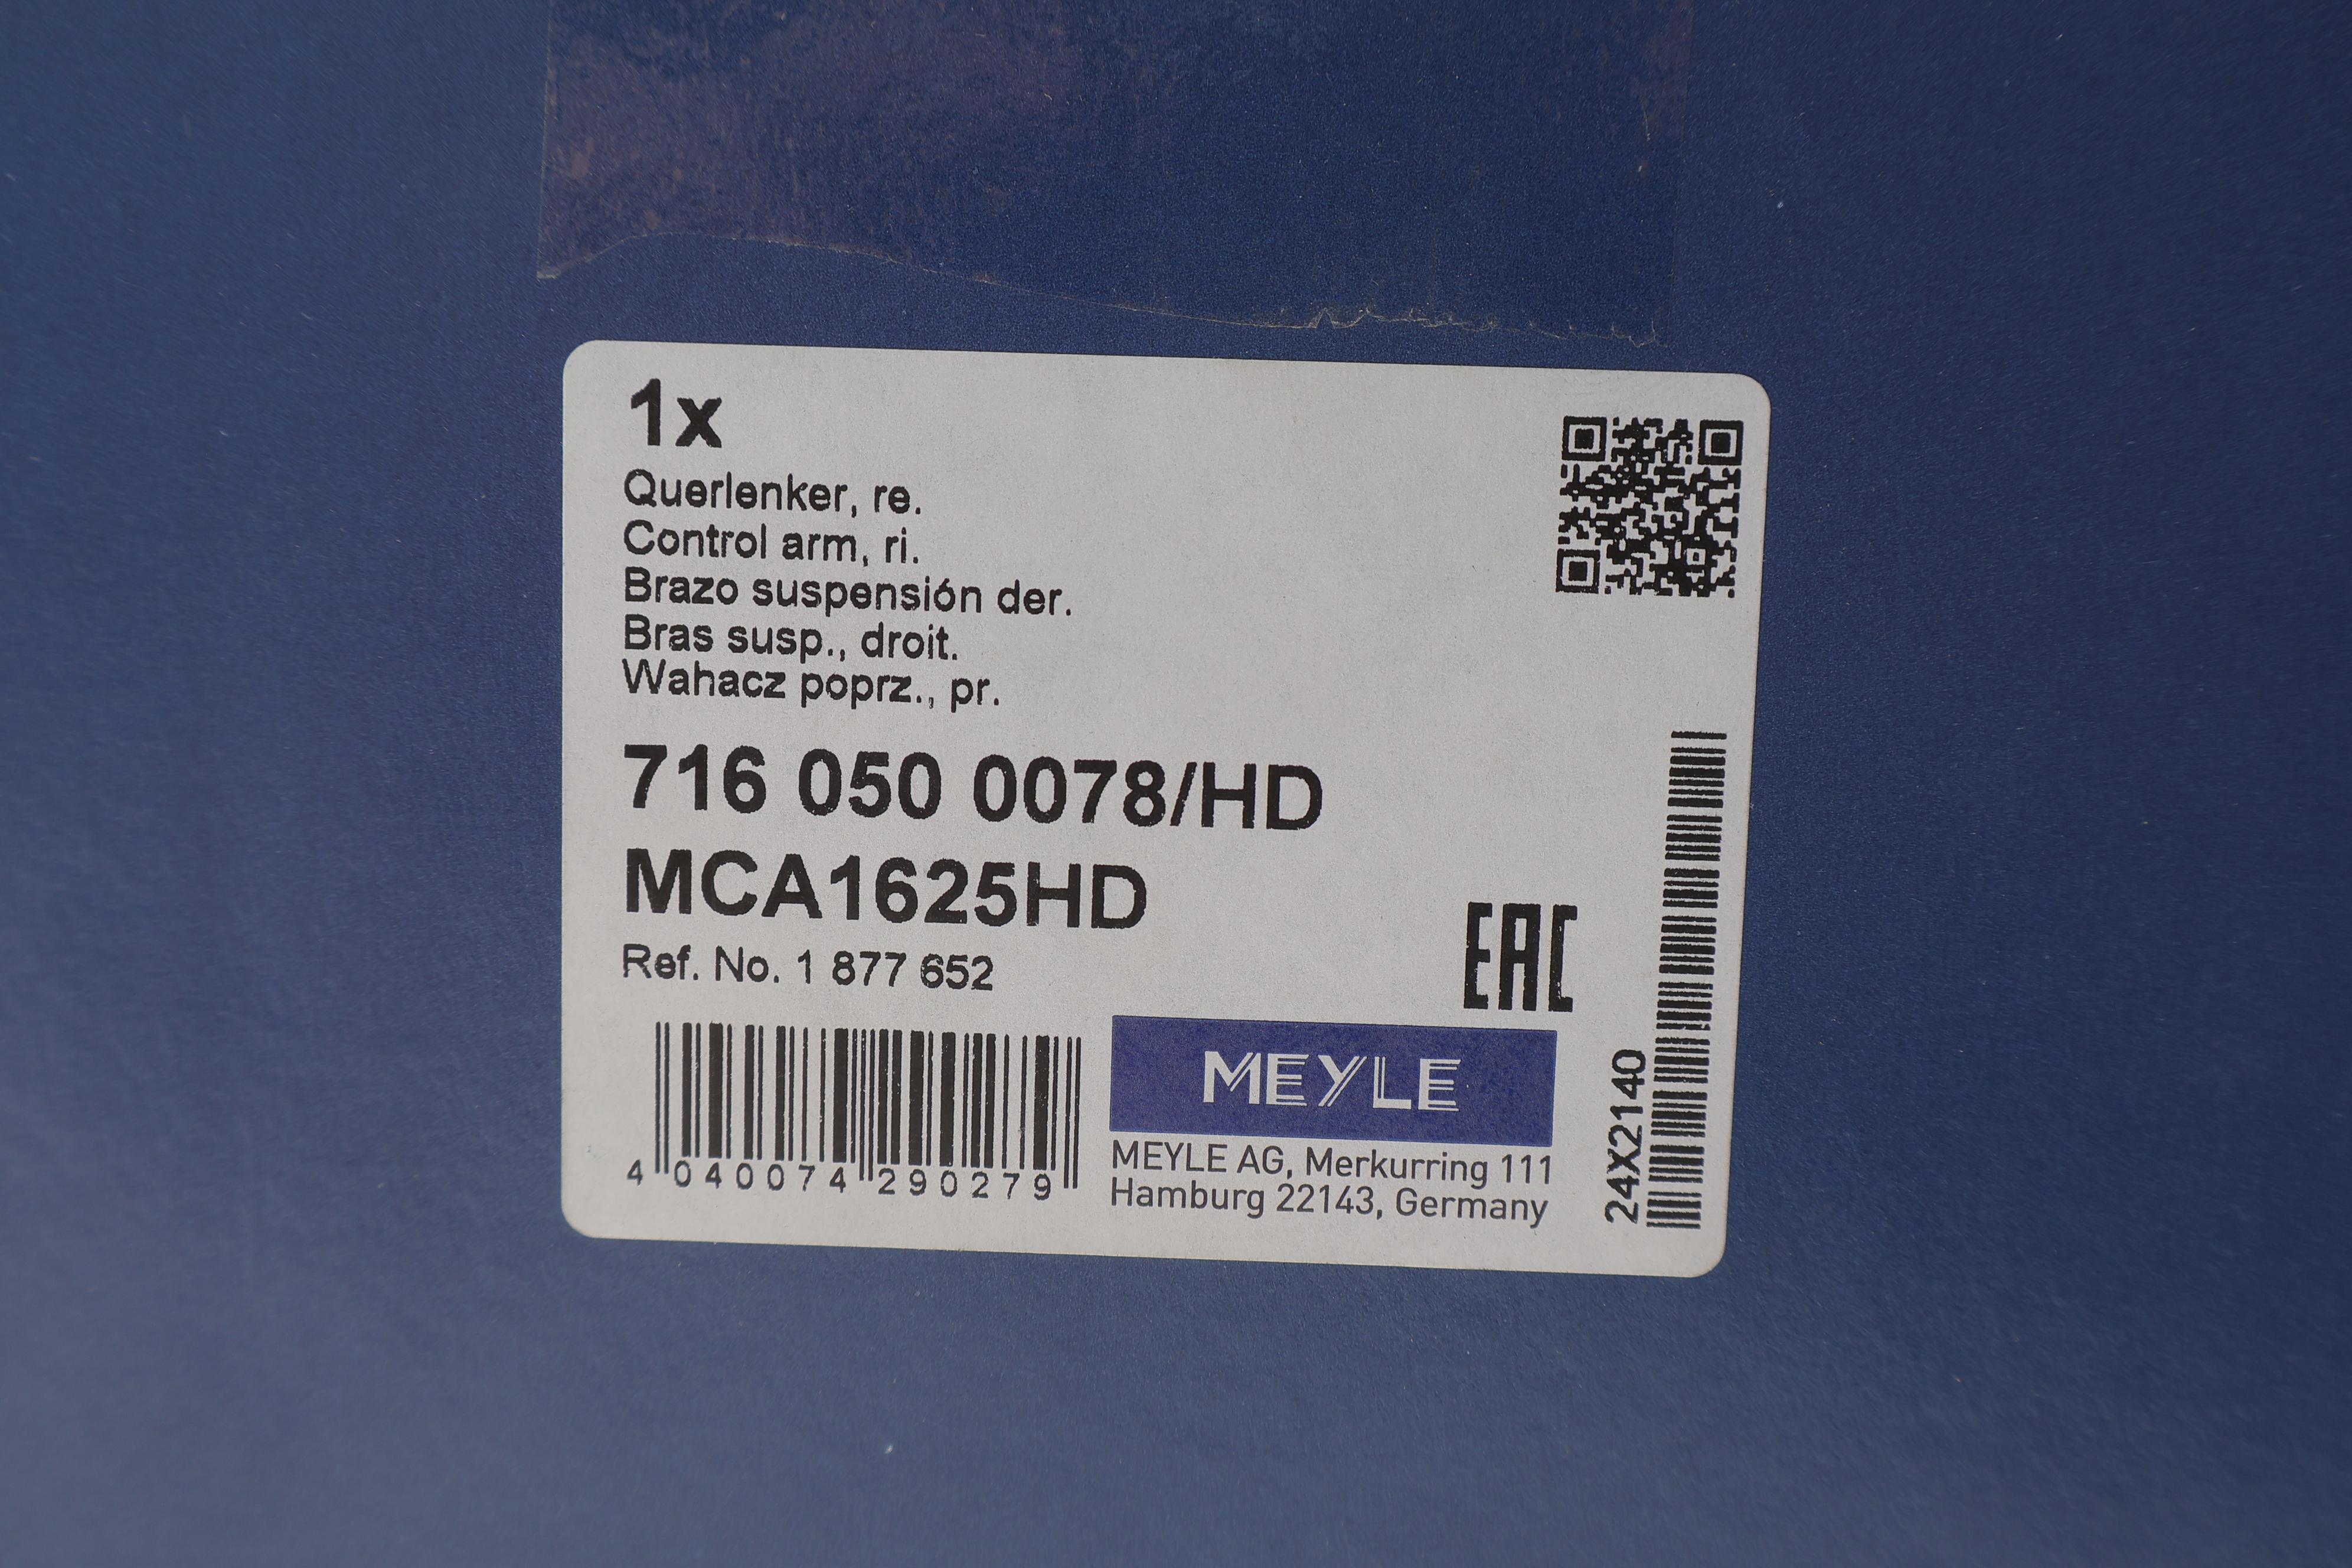 1x
Querlenker, re.
Control arm, ri.
Brazo suspensión der.
Bras susp., droit.
Wahacz poprz., pr.
716 050 0078/HD
MCA1625HD
Ref. No. 1 877 652
EAC
4 040074 290279
MEYLE
MEYLE AG, Merkurring 111
Hamburg 22143, Germany
24X2140